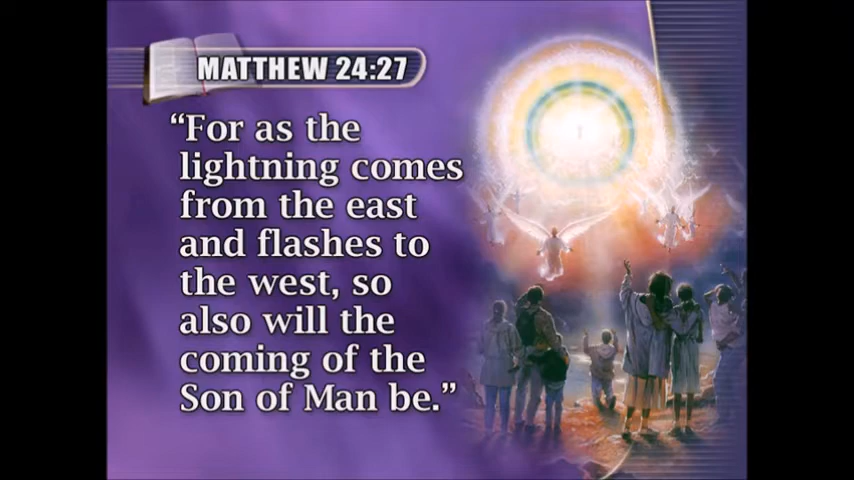 MATTHEW 24:27
“For as the
lightning comes
from the east
and flashes to
the west, so
also will the
coming of the
Son of Man be.”